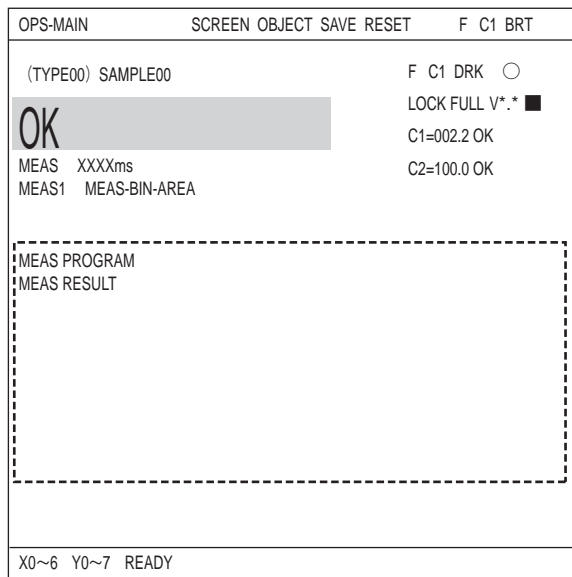 OPS-MAIN SCREEN OBJECT SAVE RESET F C1 BRT
(TYPE00) SAMPLE00 F C1 DRK ○
LOCK FULL V*.* ■
OK
C1=002.2 OK
MEAS XXXXms C2=100.0 OK
MEAS1 MEAS-BIN-AREA
MEAS PROGRAM
MEAS RESULT
X0～6 Y0～7 READY